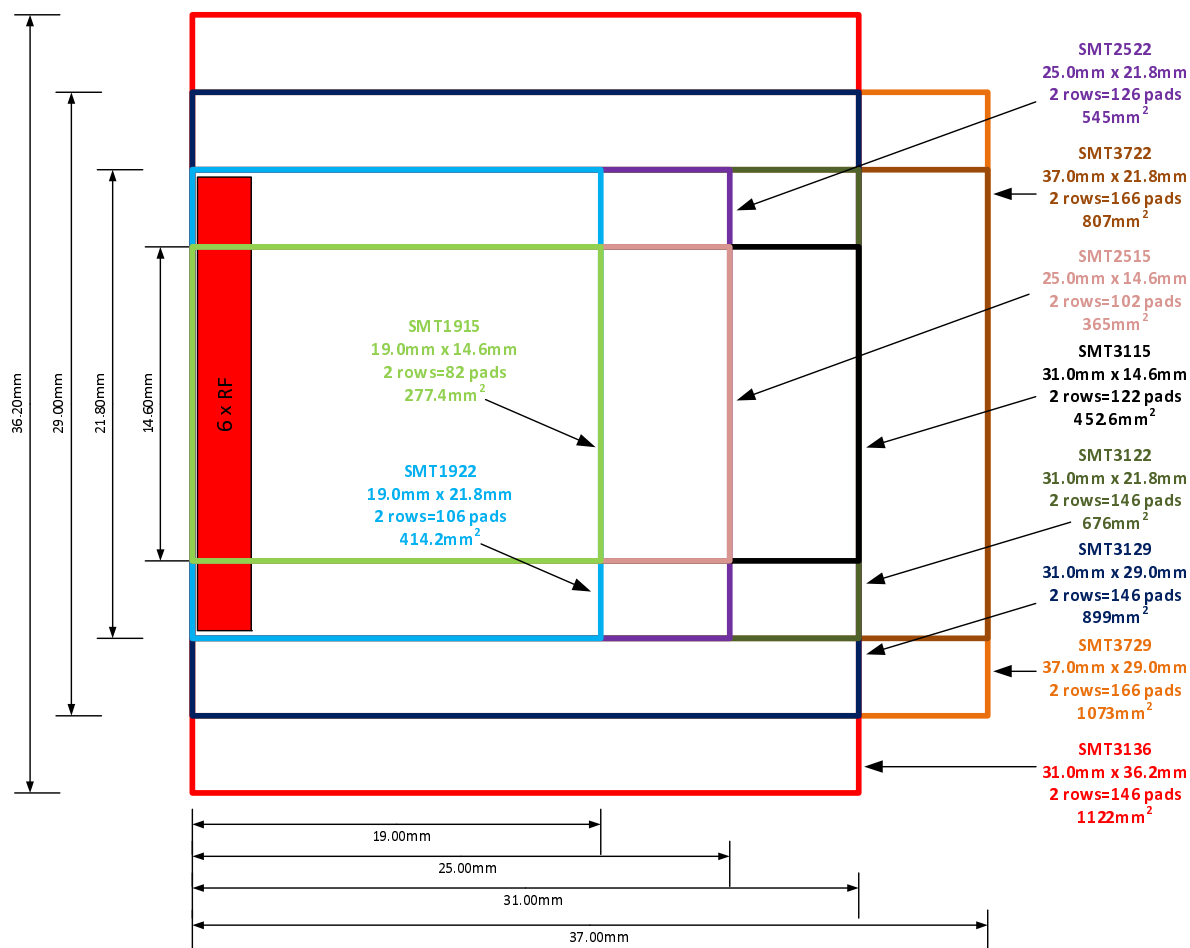 SMT2522
25.0mm x 21.8mm
2 rows=126 pads
545mm²
SMT3722
37.0mm x 21.8mm
2 rows=166 pads
807mm²
SMT2515
25.0mm x 14.6mm
2 rows=102 pads
365mm²
SMT3115
31.0mm x 14.6mm
2 rows=122 pads
452.6mm²
SMT3122
31.0mm x 21.8mm
2 rows=146 pads
676mm²
SMT3129
31.0mm x 29.0mm
2 rows=146 pads
899mm²
SMT3729
37.0mm x 29.0mm
2 rows=166 pads
1073mm²
SMT3136
31.0mm x 36.2mm
2 rows=146 pads
1122mm²
SMT1915
19.0mm x 14.6mm
2 rows=82 pads
277.4mm²
SMT1922
19.0mm x 21.8mm
2 rows=106 pads
414.2mm²
6 x RF
36.20mm
29.00mm
21.80mm
14.60mm
19.00mm
25.00mm
31.00mm
37.00mm